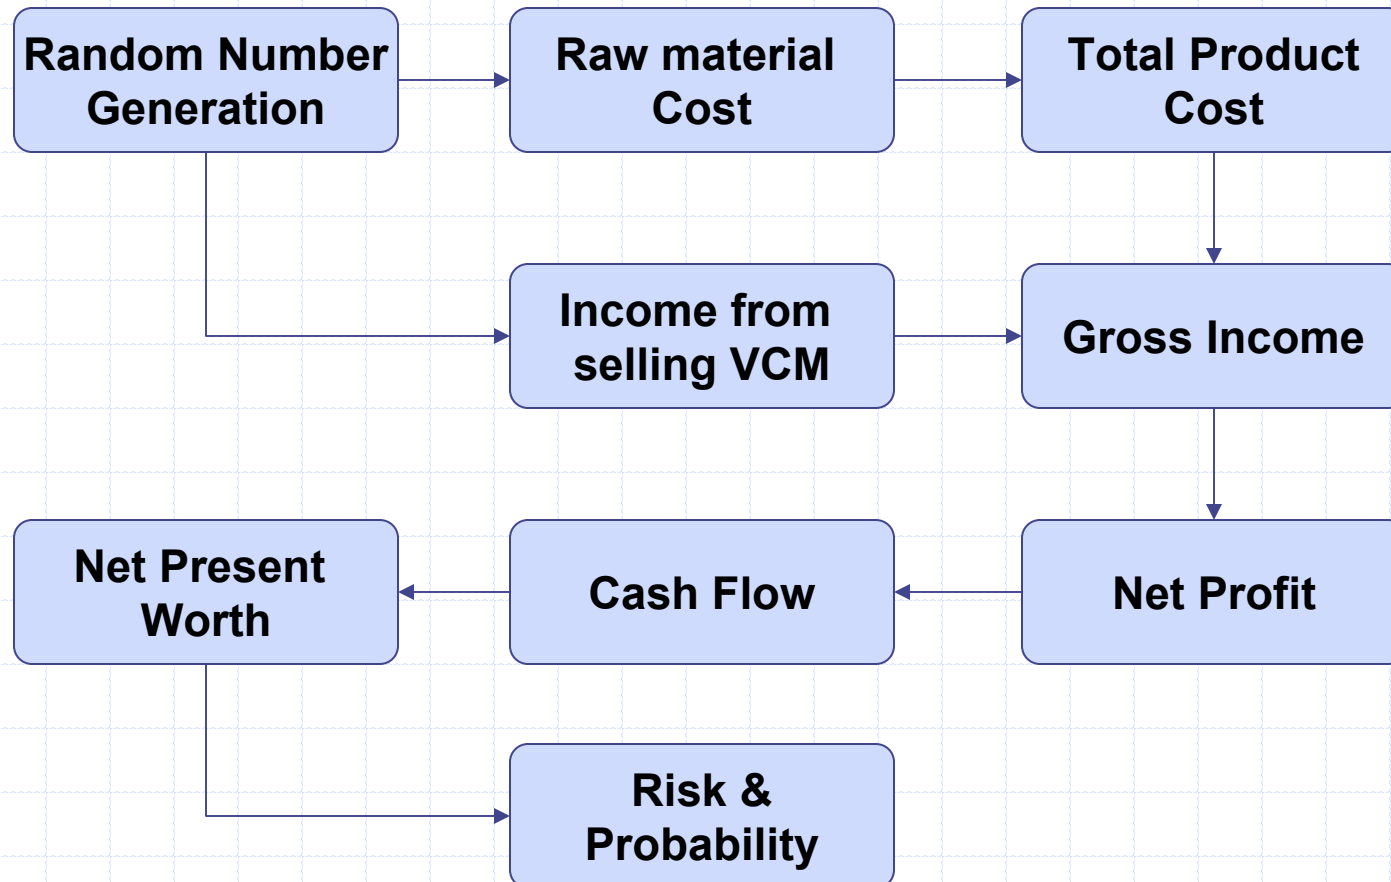 Random Number
Generation
Raw material
Cost
Total Product
Cost
Income from
selling VCM
Gross Income
Net Present
Worth
Cash Flow
Net Profit
Risk &
Probability